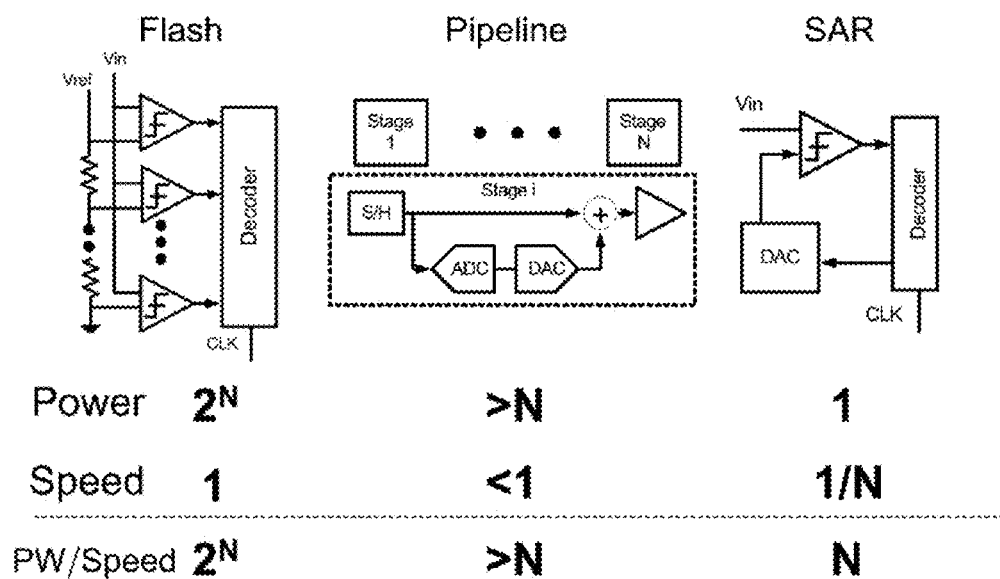 Flash Pipeline SAR
Vref Vin
Decoder
CLK
Stage 1
Stage N
Stage i
S/H
+
ADC DAC
Vin
DAC
Decoder
CLK
Power 2^N >N 1
Speed 1 <1 1/N
PW/Speed 2^N >N N